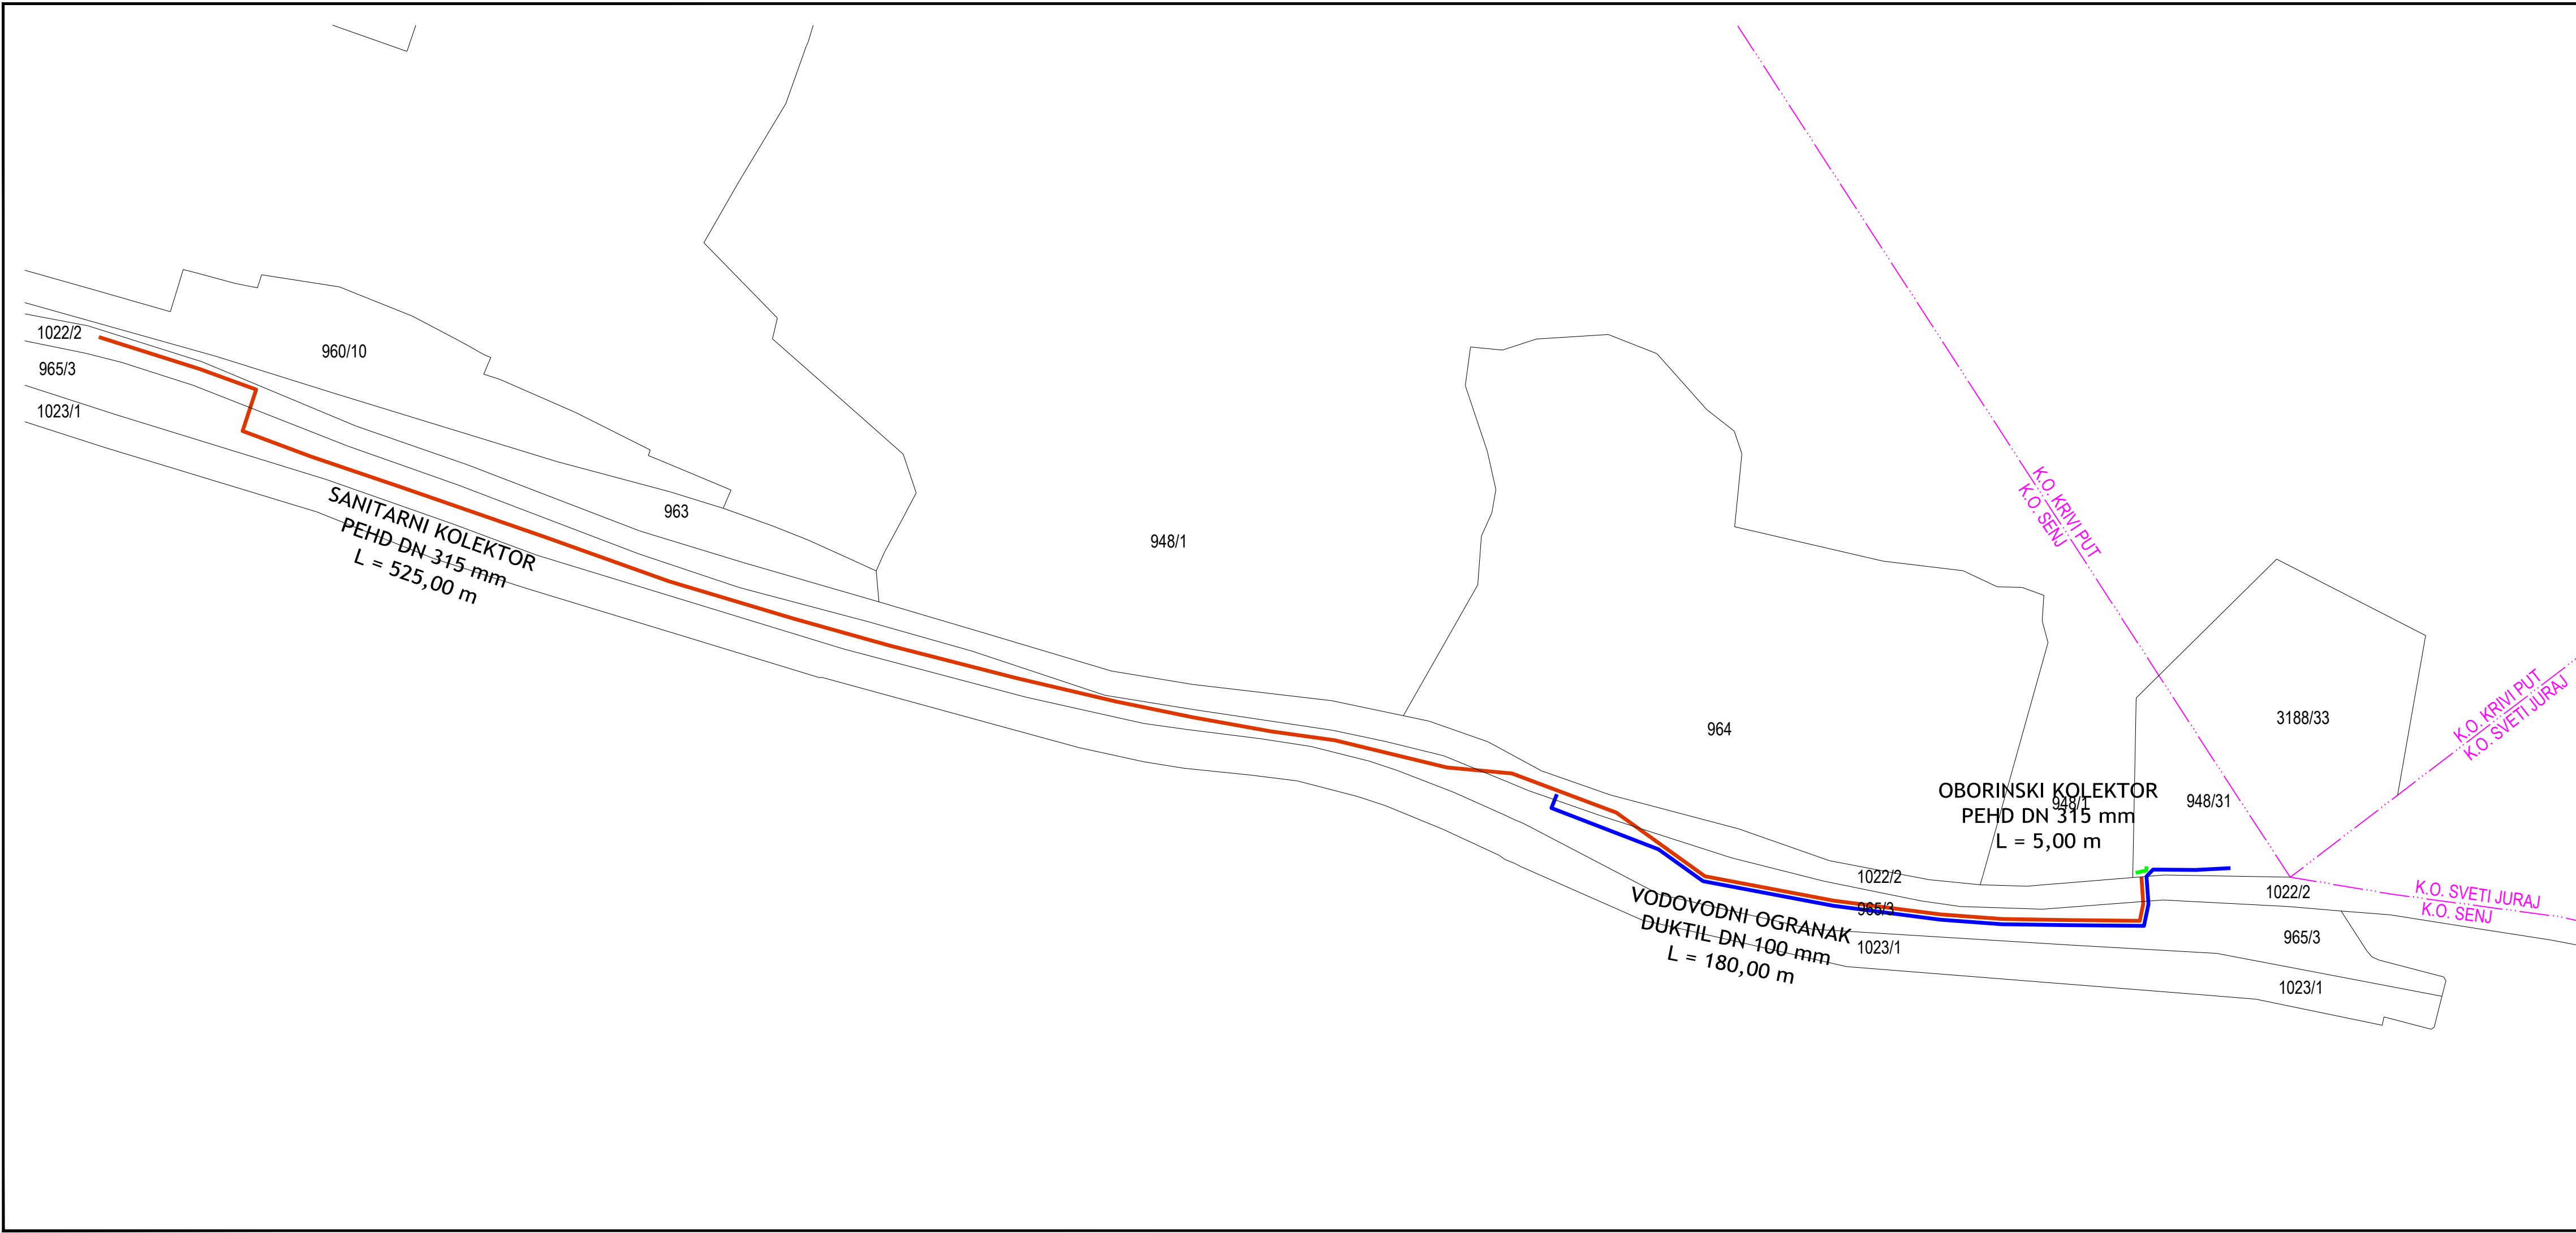 1022/2
965/3
1023/1
960/10
963
SANITARNI KOLEKTOR
PEHD DN 315 mm
L = 525,00 m
948/1
964
K.O. KRIVI PUT
K.O. SENJ
3188/33
K.O. KRIVI PUT
K.O. SVETI JURAJ
OBORINSKI KOLEKTOR
PEHD DN 315 mm
L = 5,00 m
948/1
948/31
1022/2
965/3
1023/1
VODOVODNI OGRANAK
DUKTIL DN 100 mm
L = 180,00 m
1022/2
K.O. SVETI JURAJ
K.O. SENJ
965/3
1023/1